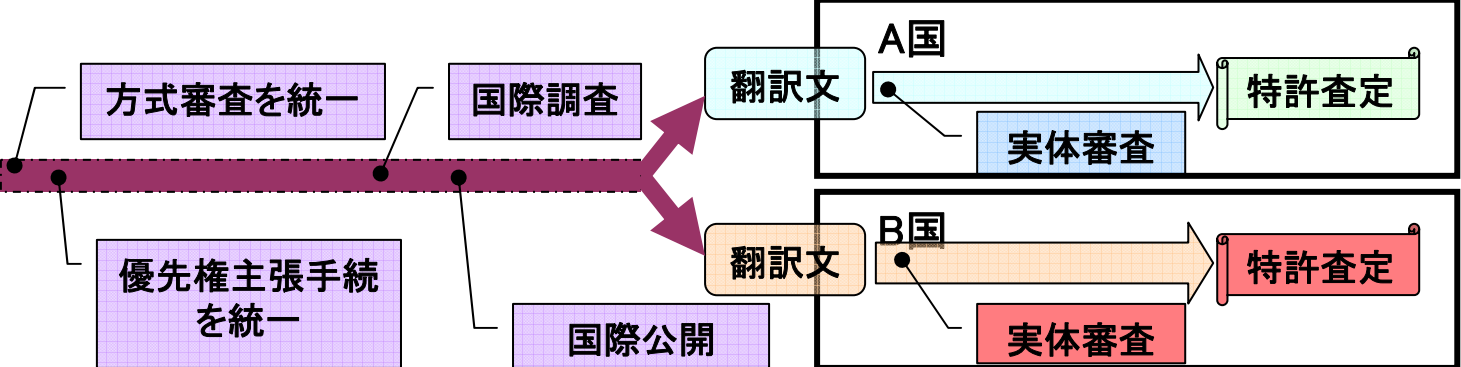 方式審査を統一
国際調査
優先権主張手続
を統一
国際公開
翻訳文
A国
実体審査
特許査定
翻訳文
B国
実体審査
特許査定